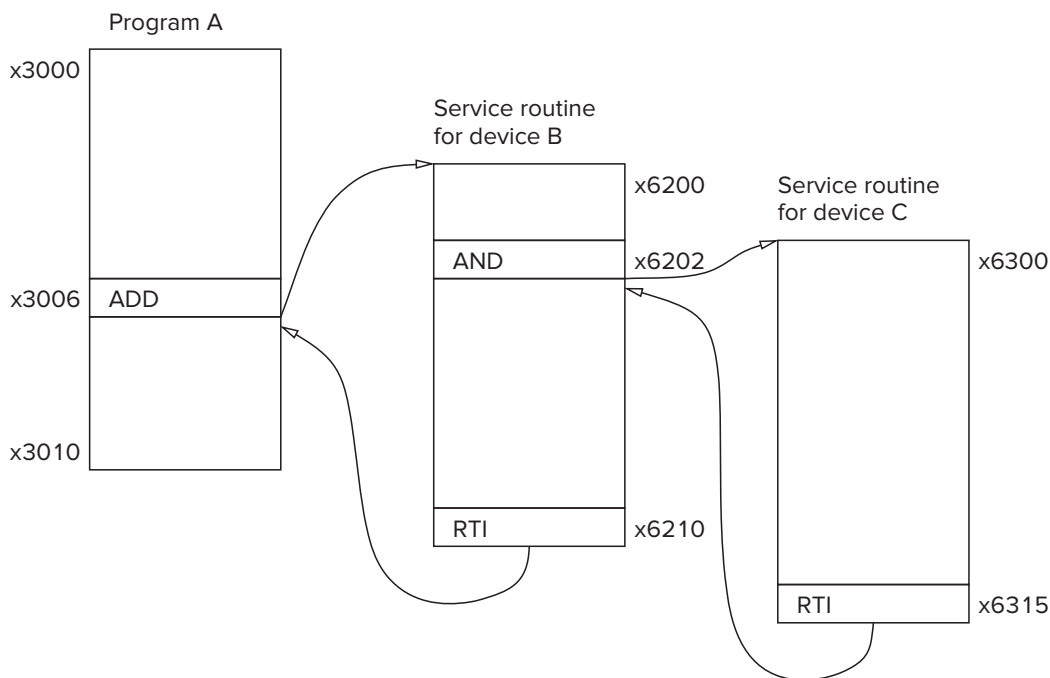 Program A
x3000
x3006
ADD
x3010
Service routine
for device B
x6200
AND
x6202
RTI
x6210
Service routine
for device C
x6300
RTI
x6315